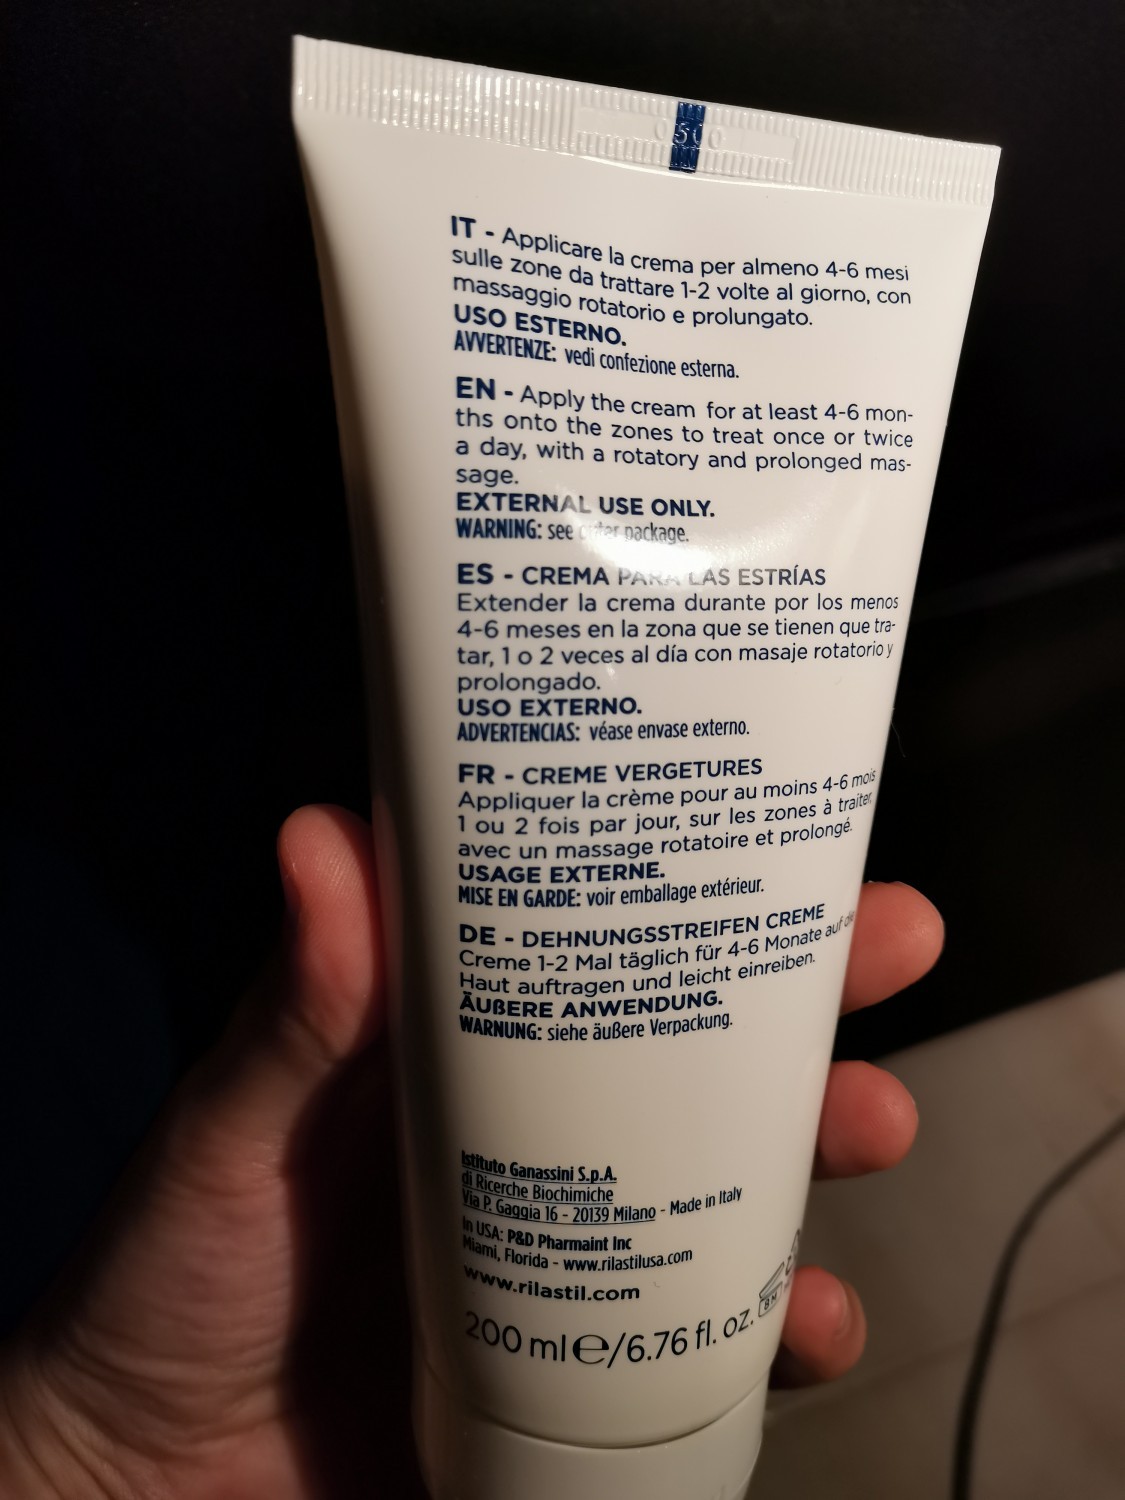 IT - Applicare la crema per almeno 4-6 mesi
sulle zone da trattare 1-2 volte al giorno, con
massaggio rotatorio e prolungato.
USO ESTERNO.
AVVERTENZE: vedi confezione esterna.
EN - Apply the cream for at least 4-6 mon-
ths onto the zones to treat once or twice
a day, with a rotatory and prolonged mas-
sage.
EXTERNAL USE ONLY.
WARNING: see outer package.
ES - CREMA PARA LAS ESTRÍAS
Extender la crema durante por los menos
4-6 meses en la zona que se tienen que tra-
tar, 1 o 2 veces al día con masaje rotatorio y
prolongado.
USO EXTERNO.
ADVERTENCIAS: véase envase externo.
FR - CREME VERGETURES
Appliquer la crème pour au moins 4-6 mois
1 ou 2 fois par jour, sur les zones à traiter,
avec un massage rotatoire et prolongé.
USAGE EXTERNE.
MISE EN GARDE: voir emballage extérieur.
DE - DEHNUNGSSTREIFEN CREME
Creme 1-2 Mal täglich für 4-6 Monate auf die
Haut auftragen und leicht einreiben.
ÄUßERE ANWENDUNG.
WARNUNG: siehe äußere Verpackung.
Istituto Ganassini S.p.A.
di Ricerche Biochimiche
Via P. Gaggia 16 - 20139 Milano - Made in Italy
In USA: P&D Pharmaint Inc
Miami, Florida - www.rilastilusa.com
www.rilastil.com
200 ml℮/6.76 fl. oz.